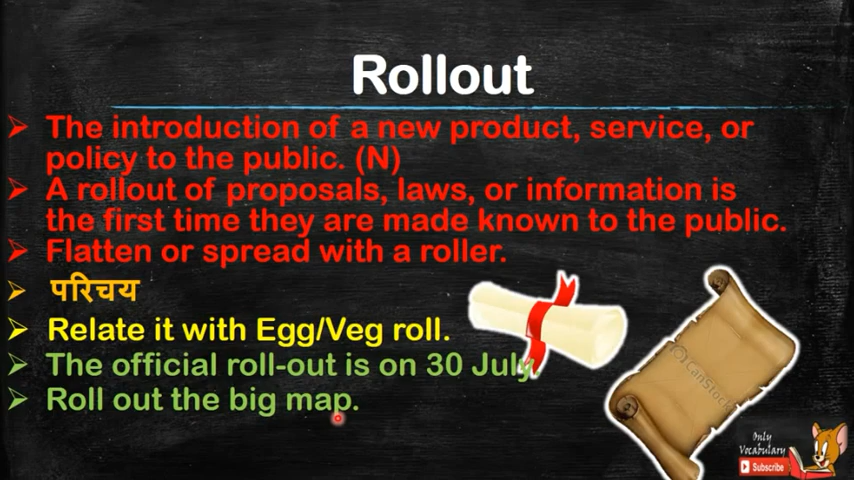 Rollout
➤ The introduction of a new product, service, or
policy to the public. (N)
➤ A rollout of proposals, laws, or information is
the first time they are made known to the public.
➤ Flatten or spread with a roller.
➤ परिचय
➤ Relate it with Egg/Veg roll.
➤ The official roll-out is on 30 July
➤ Roll out the big map.
(C) CanStock
Only
Vocabulary
Subscribe